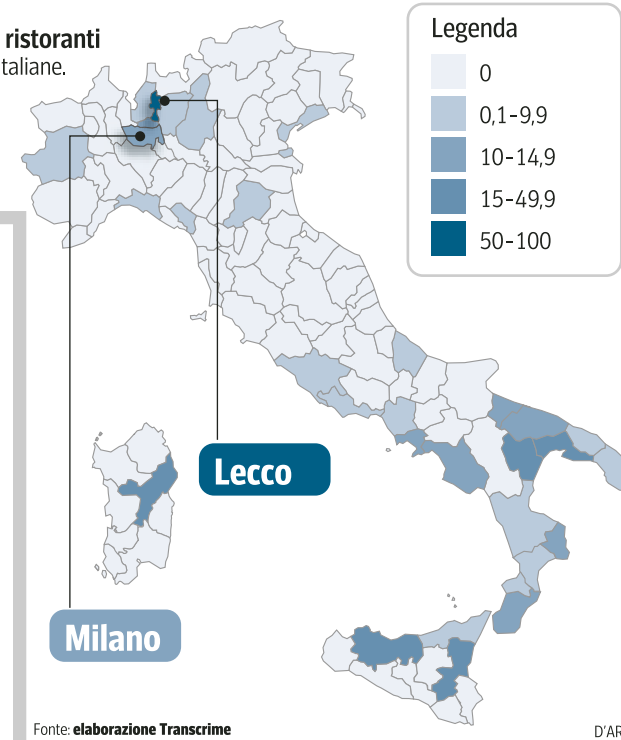 ristoranti
taliane.
Legenda
0
0,1-9,9
10-14,9
15-49,9
50-100
Lecco
Milano
Fonte: elaborazione Transcrime
D'AR